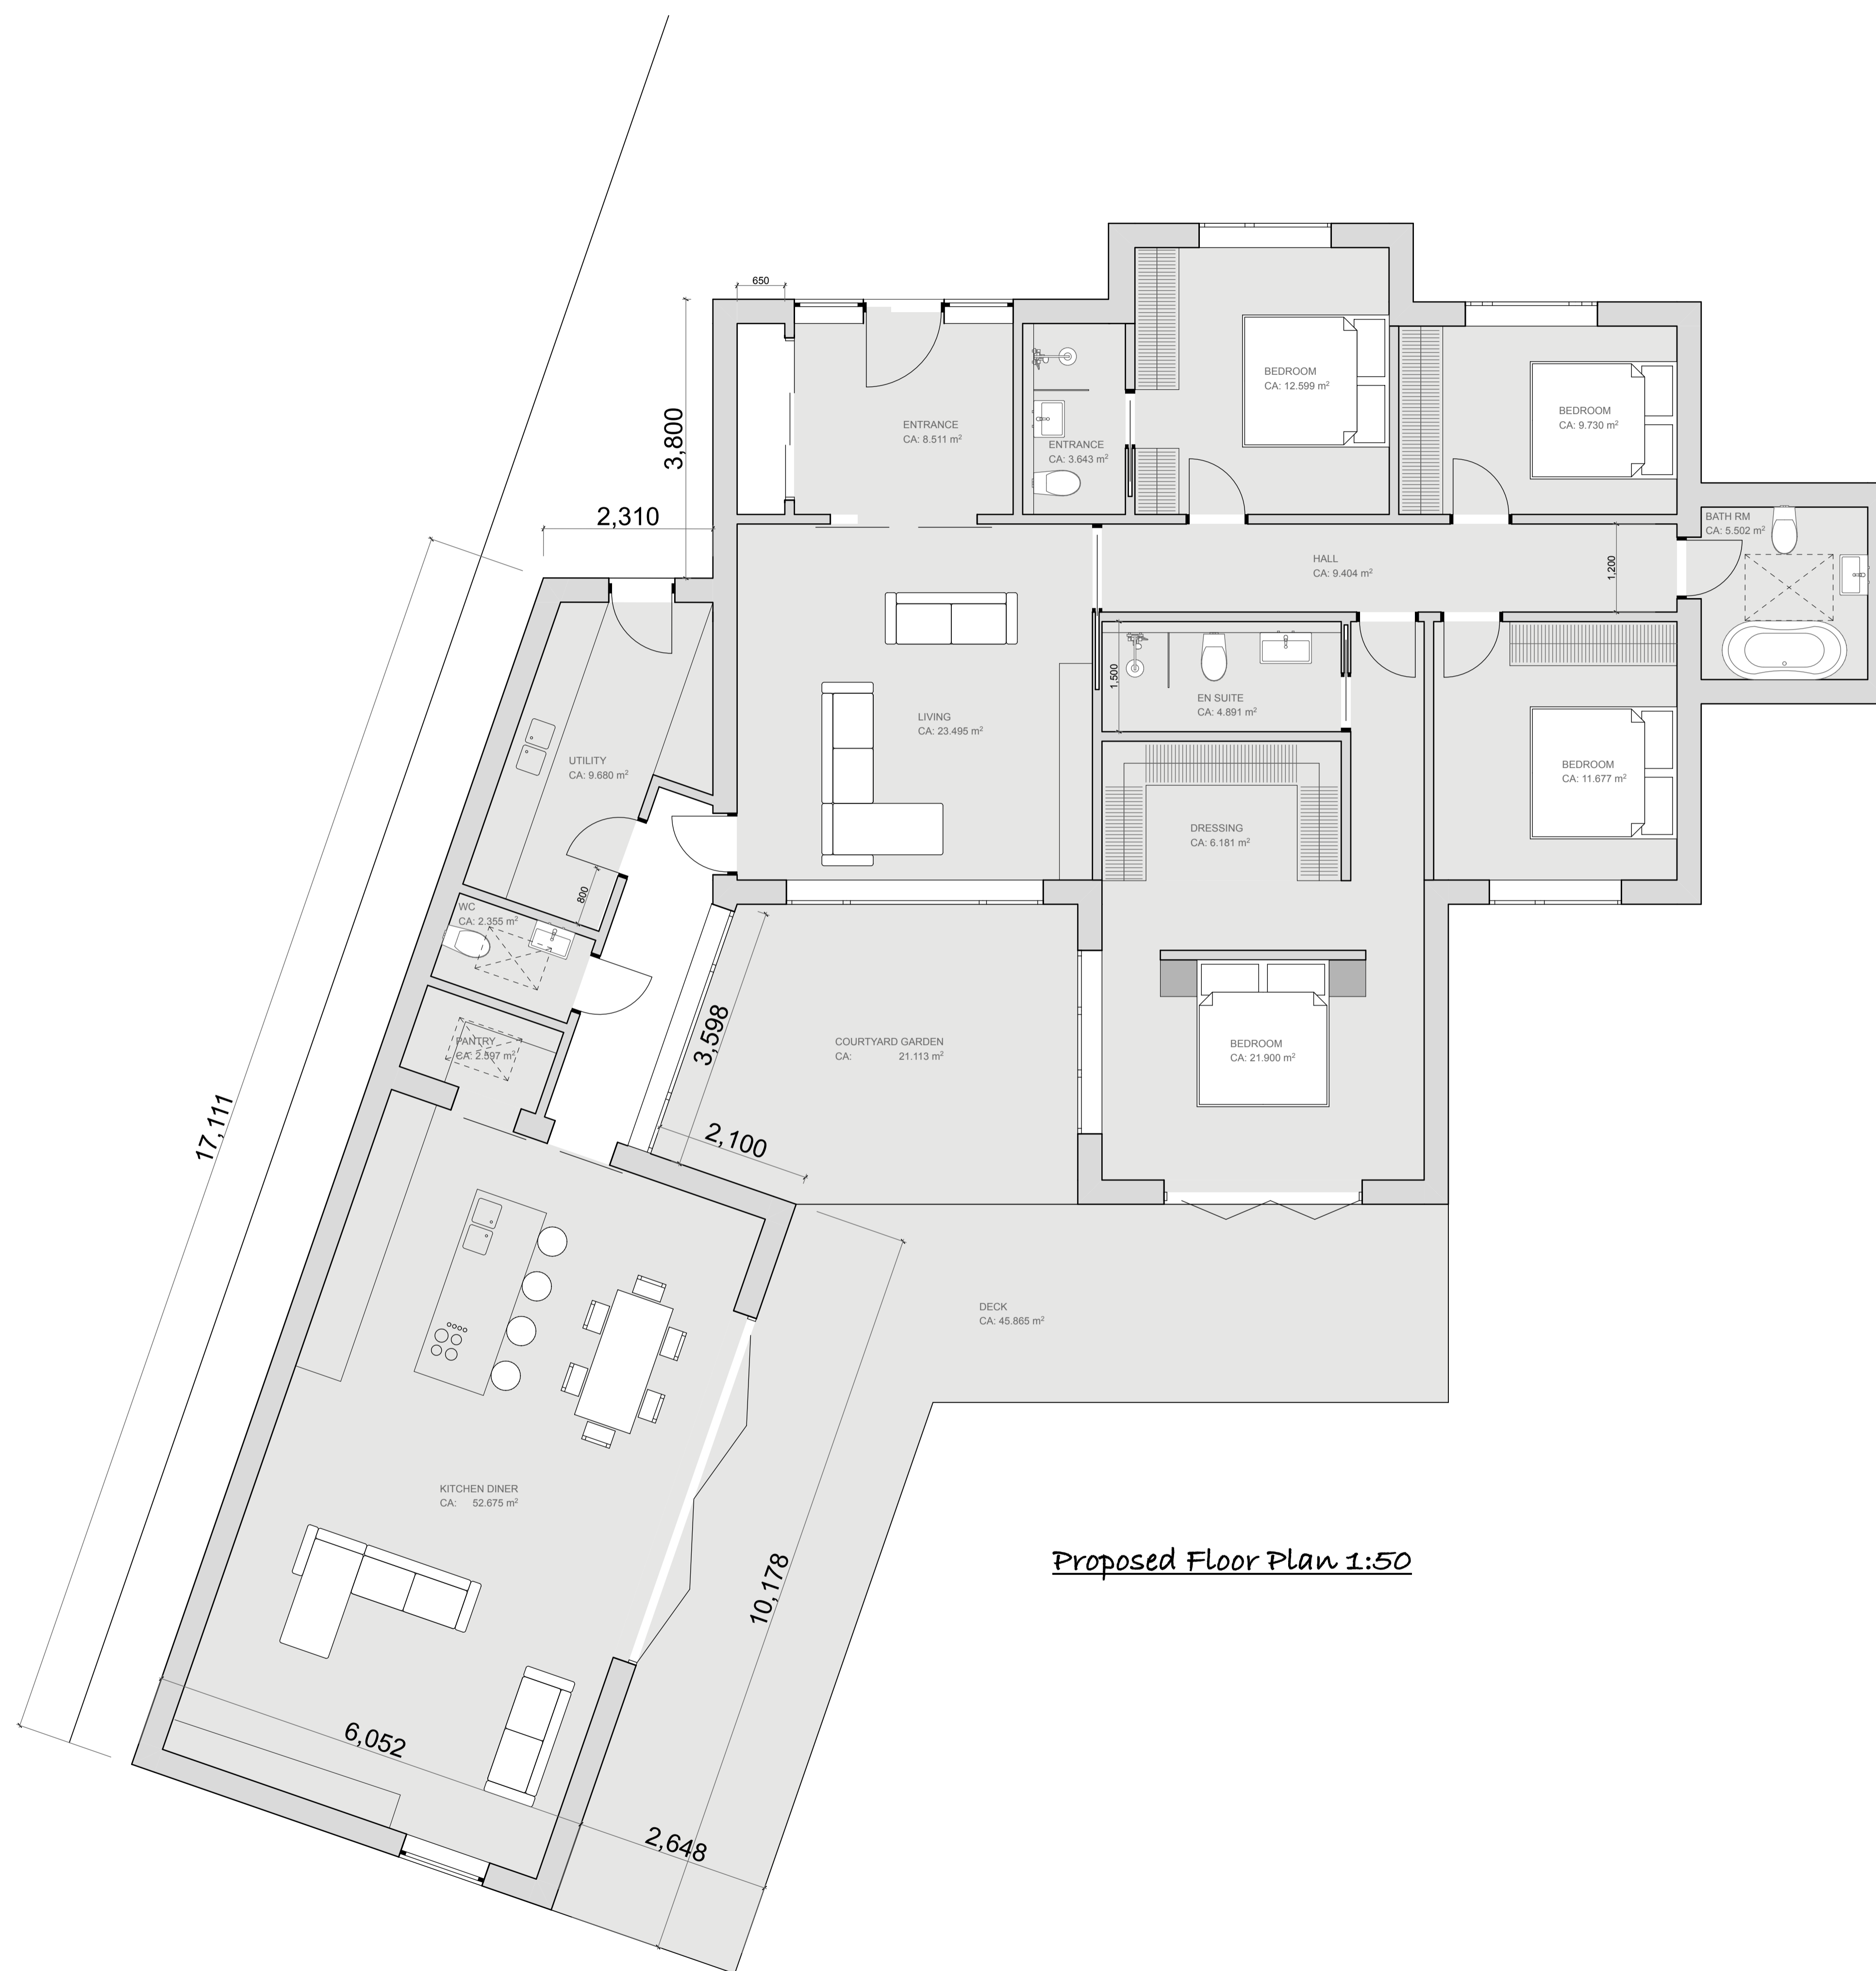 650
3,800
2,310
ENTRANCE
CA: 8.511 m²
ENTRANCE
CA: 3.643 m²
BEDROOM
CA: 12.599 m²
BEDROOM
CA: 9.730 m²
BATH RM
CA: 5.502 m²
HALL
CA: 9.404 m²
1,200
1,500
EN SUITE
CA: 4.891 m²
LIVING
CA: 23.495 m²
UTILITY
CA: 9.680 m²
BEDROOM
CA: 11.677 m²
DRESSING
CA: 6.181 m²
800
WC
CA: 2.355 m²
3,598
COURTYARD GARDEN
CA: 21.113 m²
BEDROOM
CA: 21.900 m²
PANTRY
CA: 2.597 m²
17,111
2,100
DECK
CA: 45.865 m²
KITCHEN DINER
CA: 52.675 m²
Proposed Floor Plan 1:50
10,178
6,052
2,648